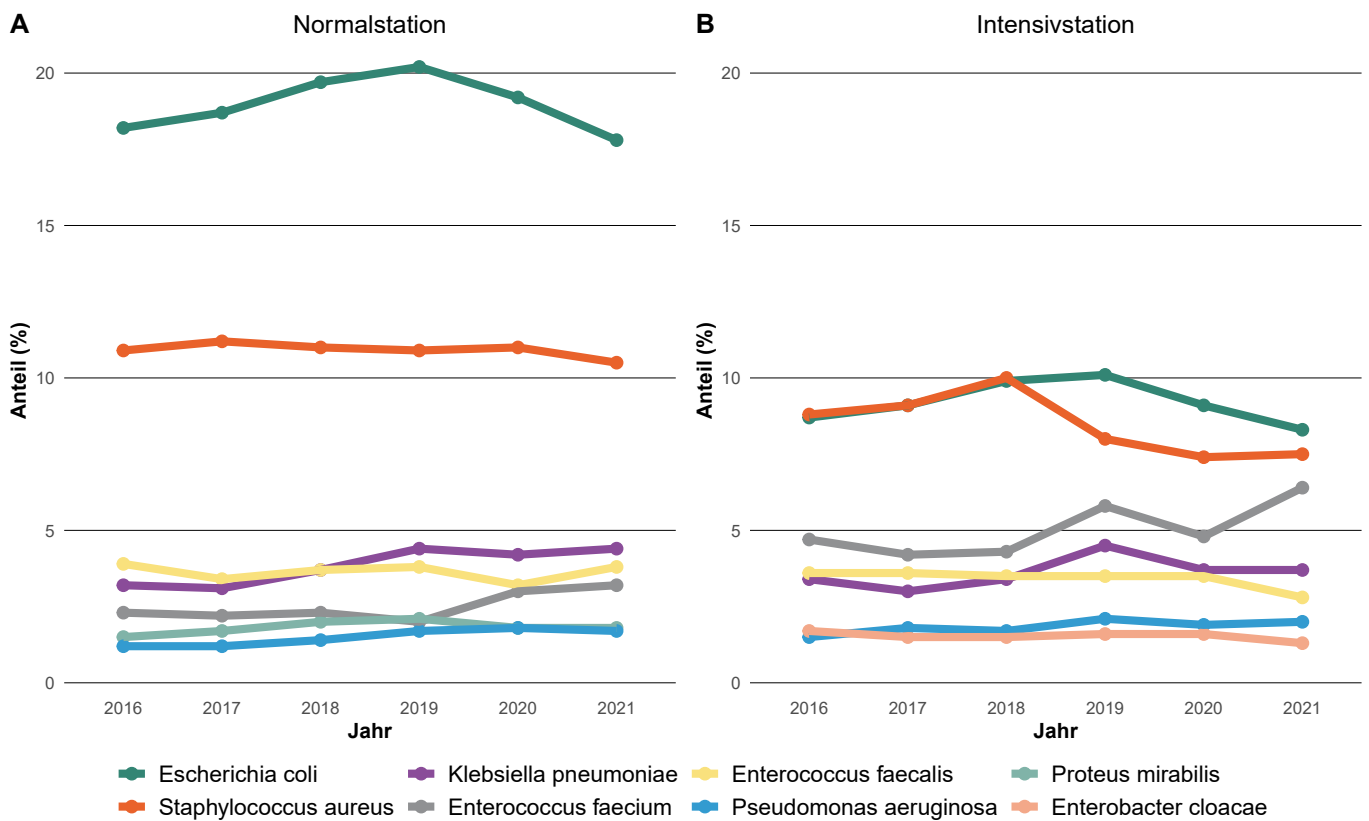 A
Normalstation
B
Intensivstation
20
15
10
5
0
Anteil (%)
2016 2017 2018 2019 2020 2021
Jahr
20
15
10
5
0
Anteil (%)
2016 2017 2018 2019 2020 2021
Jahr
Escherichia coli Klebsiella pneumoniae Enterococcus faecalis Proteus mirabilis
Staphylococcus aureus Enterococcus faecium Pseudomonas aeruginosa Enterobacter cloacae